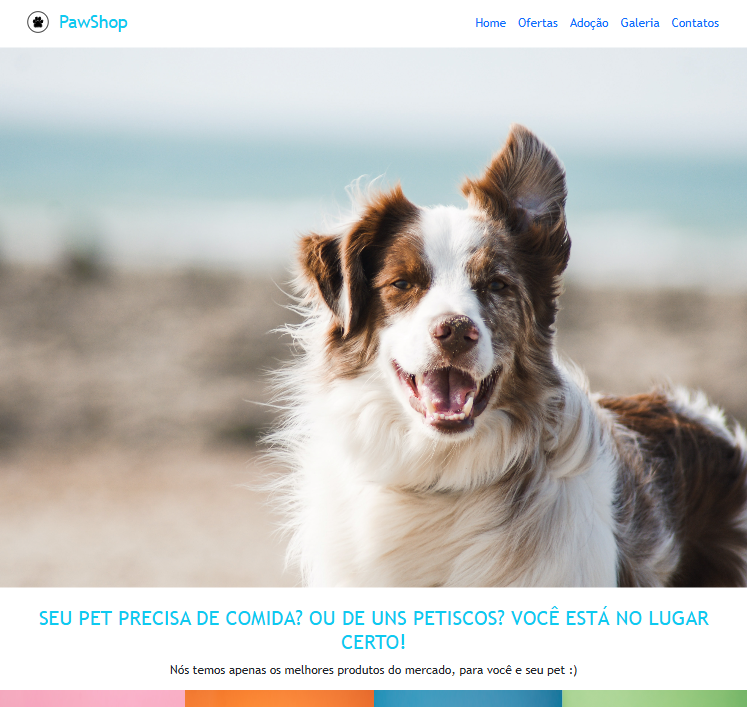 PawShop
Home Ofertas Adoção Galeria Contatos
SEU PET PRECISA DE COMIDA? OU DE UNS PETISCOS? VOCÊ ESTÁ NO LUGAR
CERTO!
Nós temos apenas os melhores produtos do mercado, para você e seu pet :)